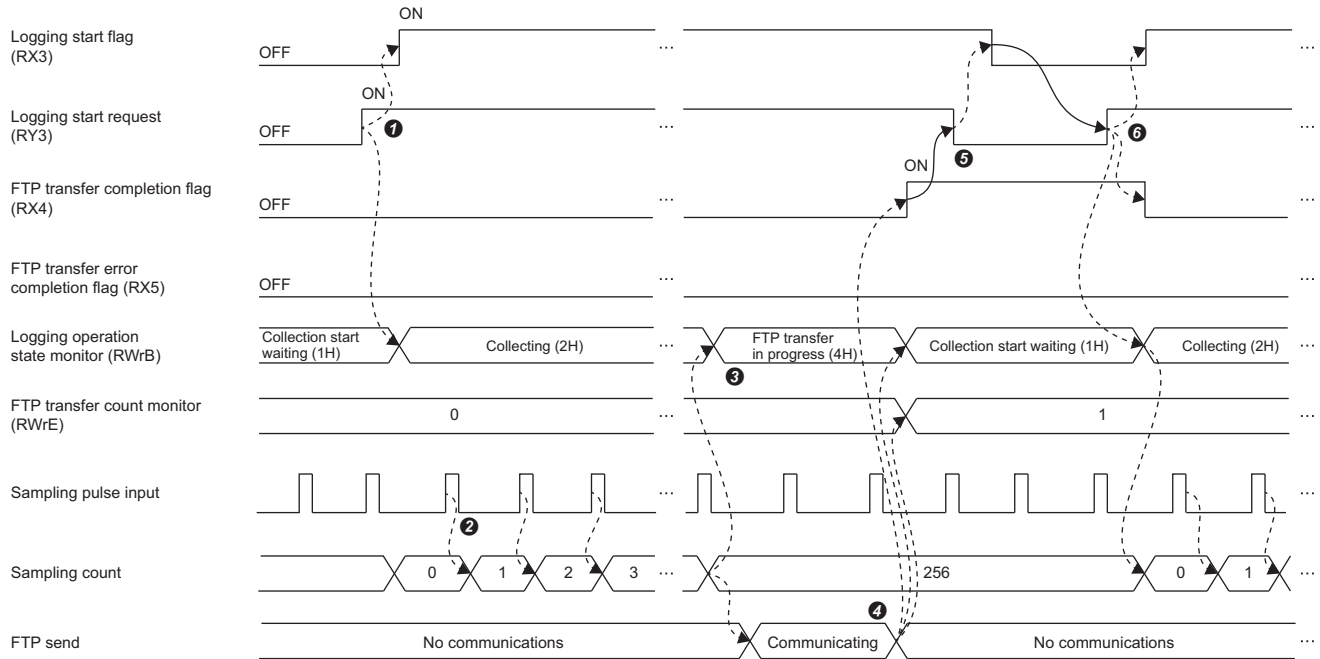 ON
Logging start flag
(RX3)
OFF
...
...
ON
Logging start request
(RY3)
OFF
1
...
5
6
...
FTP transfer completion flag
(RX4)
OFF
...
ON
...
FTP transfer error
completion flag (RX5)
OFF
...
...
Logging operation
state monitor (RWrB)
Collection start
waiting (1H)
Collecting (2H)
...
FTP transfer
in progress (4H)
Collection start waiting (1H)
Collecting (2H)
...
3
FTP transfer count monitor
(RWrE)
0
...
1
...
Sampling pulse input
...
...
2
Sampling count
0
1
2
3
...
256
0
1
...
4
FTP send
No communications
Communicating
No communications
...